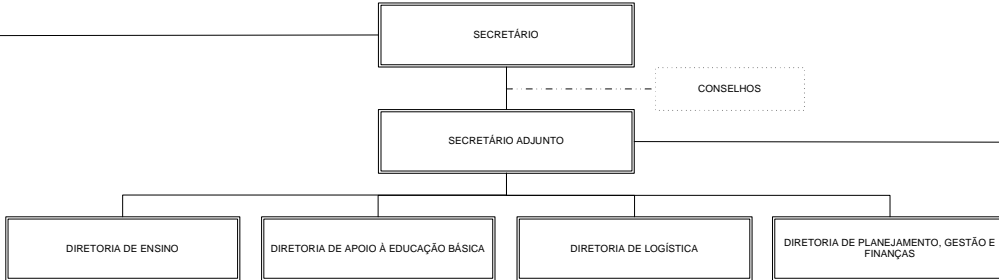 SECRETÁRIO
CONSELHOS
SECRETÁRIO ADJUNTO
DIRETORIA DE ENSINO
DIRETORIA DE APOIO À EDUCAÇÃO BÁSICA
DIRETORIA DE LOGÍSTICA
DIRETORIA DE PLANEJAMENTO, GESTÃO E
FINANÇAS